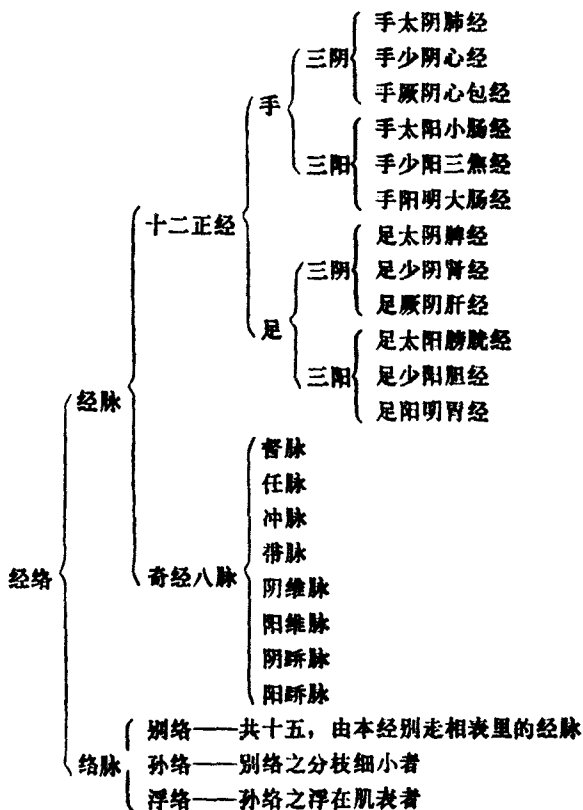 手太阴肺经
三阴 手少阴心经
手厥阴心包经
手
手太阳小肠经
三阳 手少阳三焦经
手阳明大肠经
十二正经
足太阴脾经
三阴 足少阴肾经
足厥阴肝经
足
足太阳膀胱经
三阳 足少阳胆经
足阳明胃经
经脉
督脉
任脉
冲脉
带脉
经络 奇经八脉
阴维脉
阳维脉
阴跻脉
阳跻脉
别络——共十五，由本经别走相表里的经脉
络脉 孙络——别络之分枝细小者
浮络——孙络之浮在肌表者